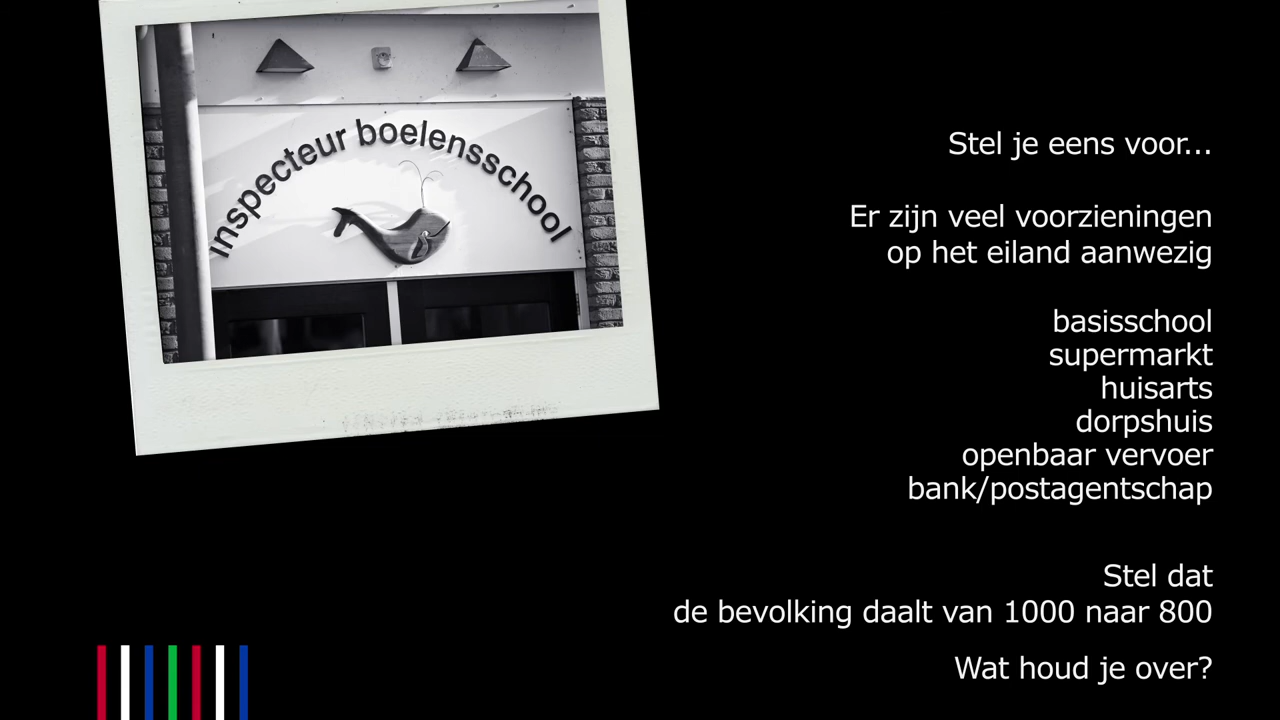 inspecteur boelensschool
Stel je eens voor...
Er zijn veel voorzieningen
op het eiland aanwezig
basisschool
supermarkt
huisarts
dorpshuis
openbaar vervoer
bank/postagentschap
Stel dat
de bevolking daalt van 1000 naar 800
Wat houd je over?